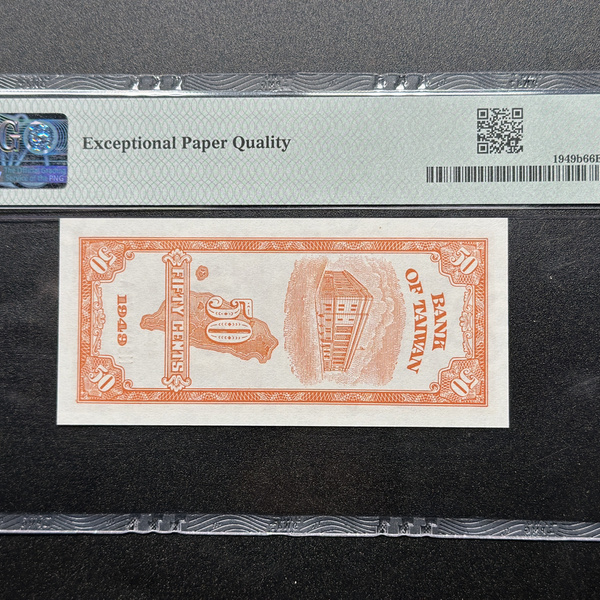 Exceptional Paper Quality
1949b66E
50
50
BANK
OF TAIWAN
50
FIFTY CENTS
1949
50
50